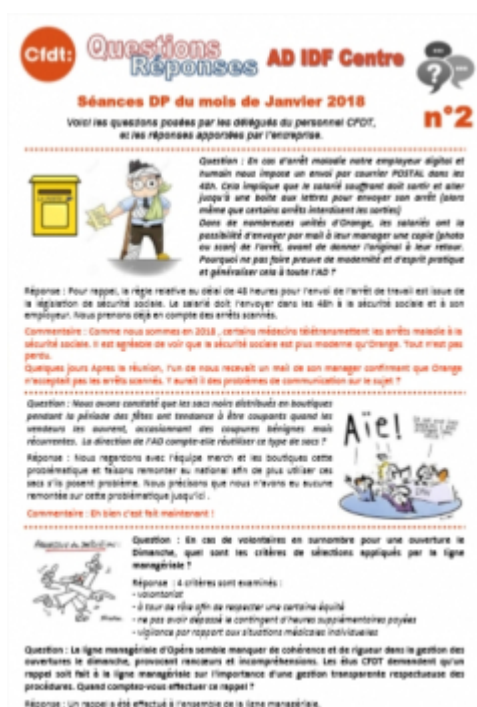 Cfdt:
Questions
Réponses
AD IDF Centre
Séances DP du mois de Janvier 2018
n°2
Voici les questions posées par les délégués du personnel CFDT,
et les réponses apportées par l'entreprise.
Question : En cas d'arrêt maladie notre employeur digital et
humain nous impose un envoi par courrier POSTAL dans les
48h. Cela implique que le salarié souffrant doit sortir et aller
jusqu'à une boite aux lettres pour envoyer son arrêt (alors
même que certains arrêts interdisent les sorties)
Dans de nombreuses unités d'Orange, les salariés ont la
possibilité d'envoyer par mail à leur manager une copie (photo
ou scan) de l'arrêt, avant de donner l'original à leur retour.
Pourquoi ne pas faire preuve de modernité et d'esprit pratique
et généraliser cela à toute l'AD ?
Réponse : Pour rappel, la règle relative au délai de 48 heures pour l'envoi de l'arrêt de travail est issue de
la législation de sécurité sociale. Le salarié doit l'envoyer dans les 48h à la sécurité sociale et à son
employeur. Nous prenons déjà en compte des arrêts scannés.
Commentaire : Comme nous sommes en 2018 , certains médecins télétransmettent les arrêts maladie à la
sécurité sociale. Il est agréable de voir que la sécurité sociale est plus moderne qu'Orange. Tout n'est pas
perdu.
Quelques jours Apres la réunion, l'un de nous recevait un mail de son manager confirmant que Orange
n'acceptait pas les arrêts scannés. Y aurait il des problèmes de communication sur le sujet ?
Question : Nous avons constaté que les sacs noirs distribués en boutiques
pendant la période des fêtes ont tendance à être coupants quand les
vendeurs les ouvrent, occasionnant des coupures bénignes mais
récurrentes. La direction de l'AD compte-elle réutiliser ce type de sacs ?
Aïe!
Réponse : Nous regardons avec l'équipe merch et les boutiques cette
problématique et faisons remonter au national afin de plus utiliser ces
sacs s'ils posent problème. Nous précisons que nous n'avons eu aucune
remontée sur cette problématique jusqu'ici .
Commentaire : Eh bien c'est fait maintenant !
Question : En cas de volontaires en surnombre pour une ouverture le
Dimanche, quel sont les critères de sélections appliqués par la ligne
managériale ?
Réponse : 4 critères sont examinés :
- volontariat
- à tour de rôle afin de respecter une certaine équité
- ne pas avoir dépassé le contingent d'heures supplémentaires payées
- vigilance par rapport aux situations médicales individuelles
Question : La ligne managériale d'Opéra semble manquer de cohérence et de rigueur dans la gestion des
ouvertures le dimanche, provocant rancœurs et incompréhensions. Les élus CFDT demandent qu'un
rappel soit fait à la ligne managériale sur l'importance d'une gestion transparente respectueuse des
procédures. Quand comptez-vous effectuer ce rappel ?
Réponse : Un rappel a été effectué à l'ensemble de la ligne managériale.